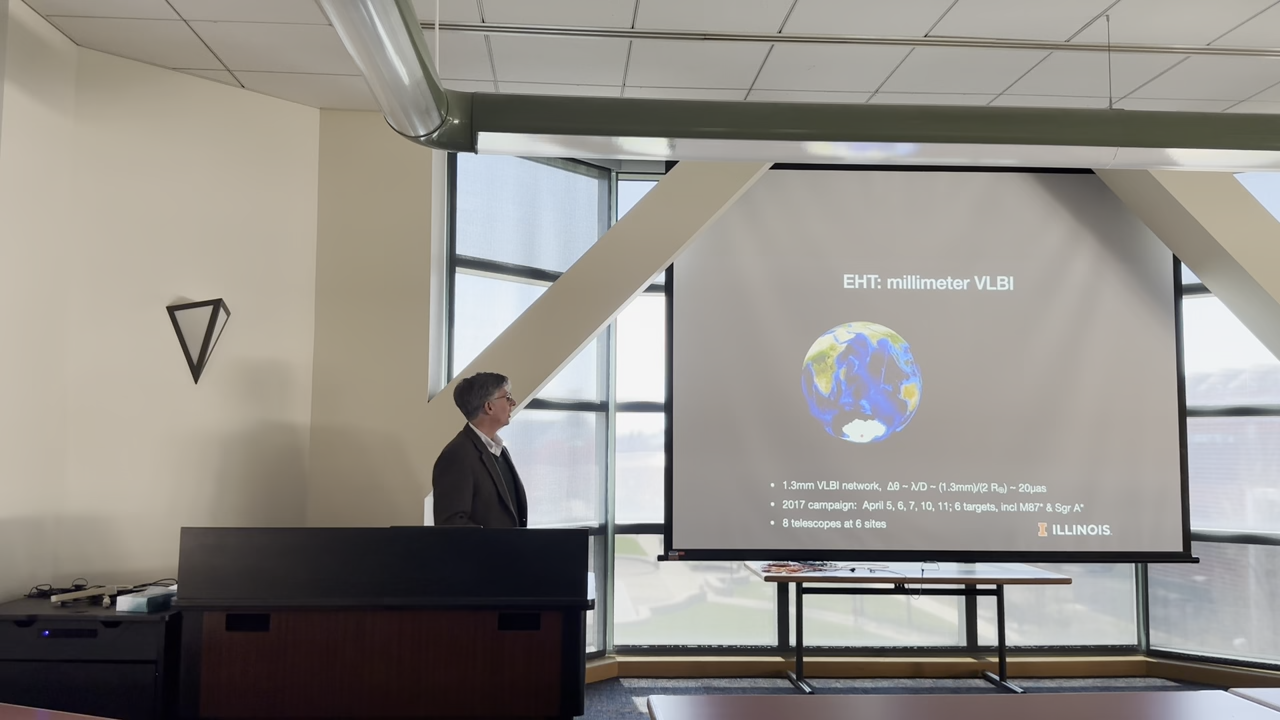 EHT: millimeter VLBI
• 1.3mm VLBI network, Δθ ~ λ/D ~ (1.3mm)/(2 R⊕) ~ 20μas
• 2017 campaign: April 5, 6, 7, 10, 11; 6 targets, incl M87* & Sgr A*
• 8 telescopes at 6 sites
I ILLINOIS